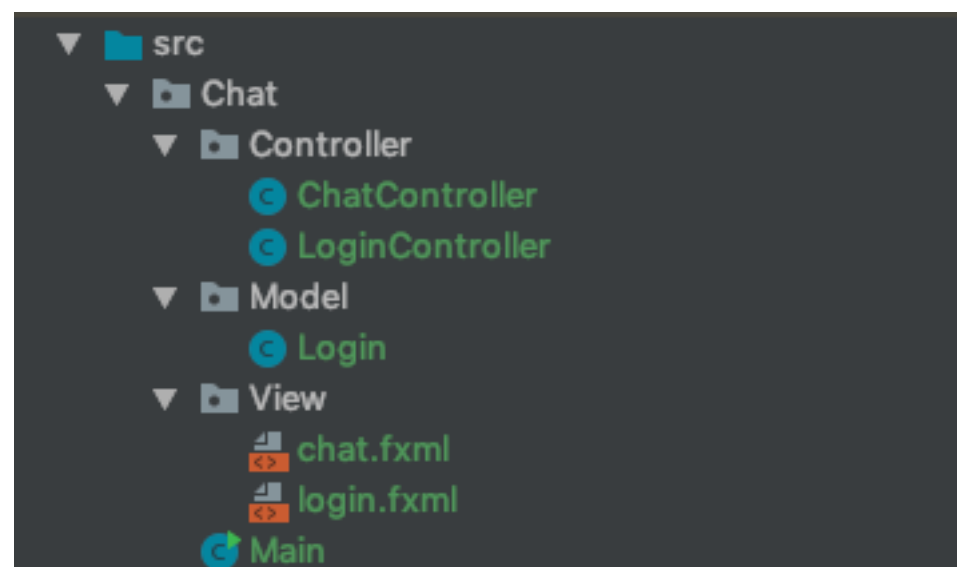 src
Chat
Controller
ChatController
LoginController
Model
Login
View
chat.fxml
login.fxml
Main